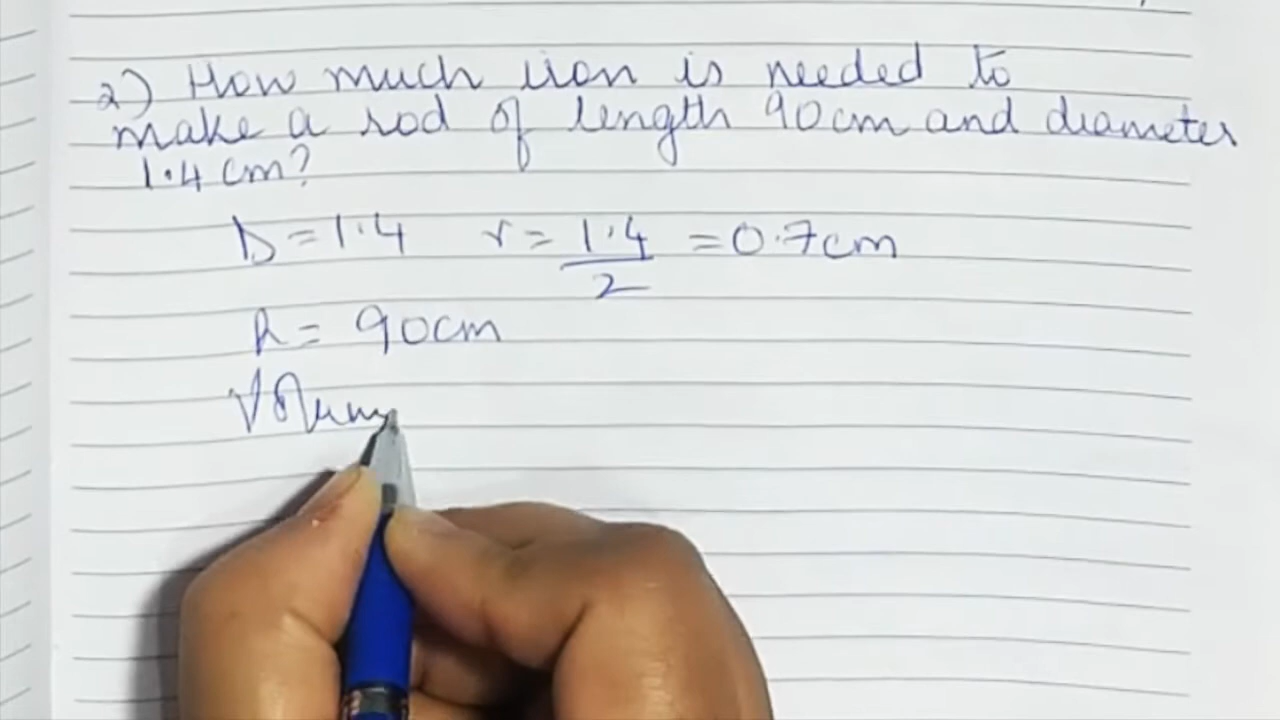 2) How much iron is needed to
make a rod of length 90cm and diameter
1.4 cm?
D = 1.4 r = 1.4/2 = 0.7cm
h = 90cm
Volum